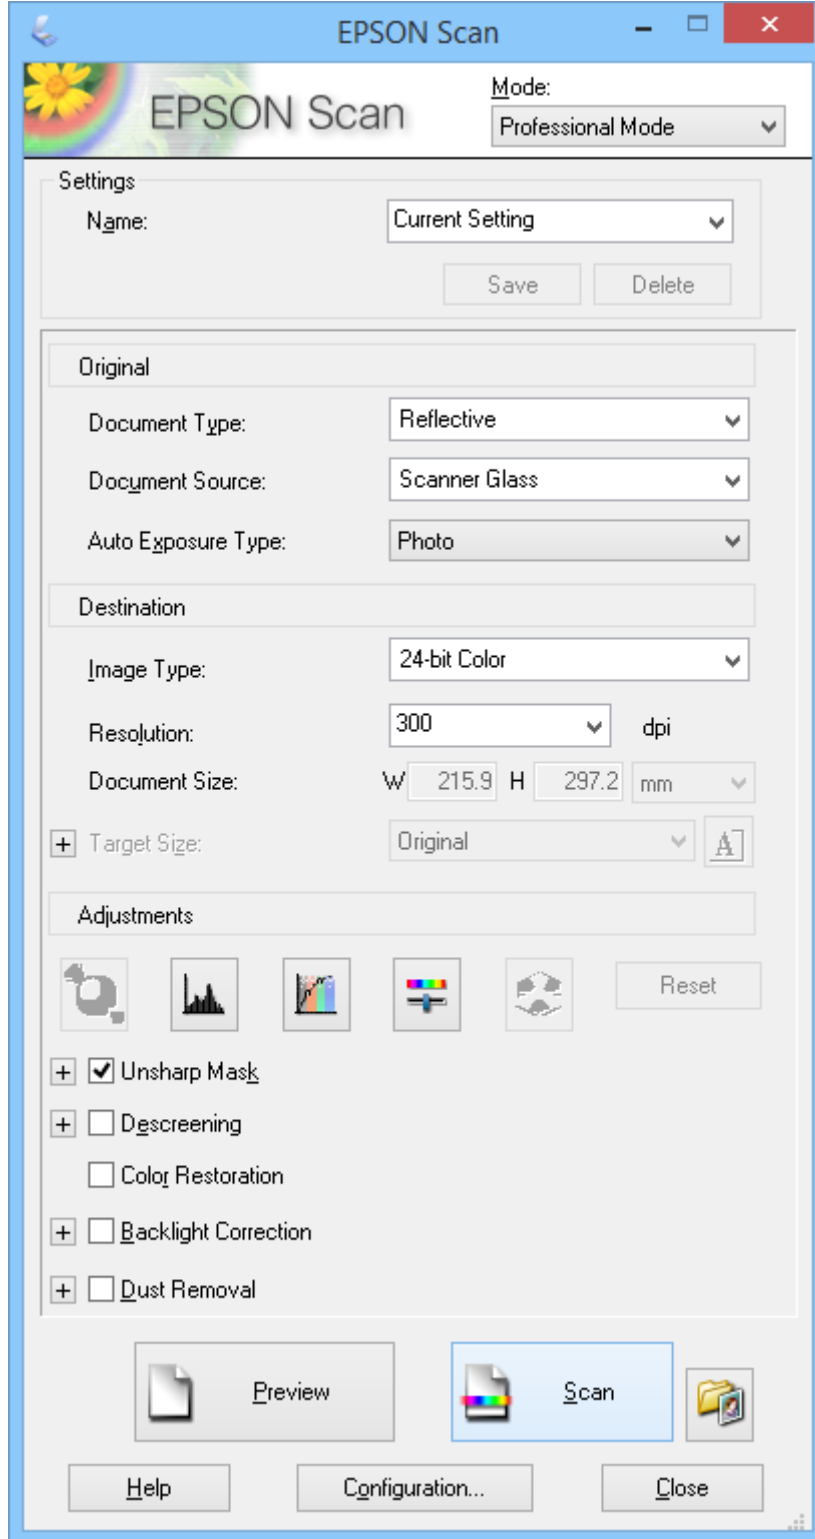 EPSON Scan
EPSON Scan
Mode:
Professional Mode
Settings
Name: Current Setting
Save Delete
Original
Document Type: Reflective
Document Source: Scanner Glass
Auto Exposure Type: Photo
Destination
Image Type: 24-bit Color
Resolution: 300 dpi
Document Size: W 215.9 H 297.2 mm
+ Target Size: Original A
Adjustments
Reset
+ Unsharp Mask
+ Descreening
Color Restoration
+ Backlight Correction
+ Dust Removal
Preview Scan
Help Configuration... Close